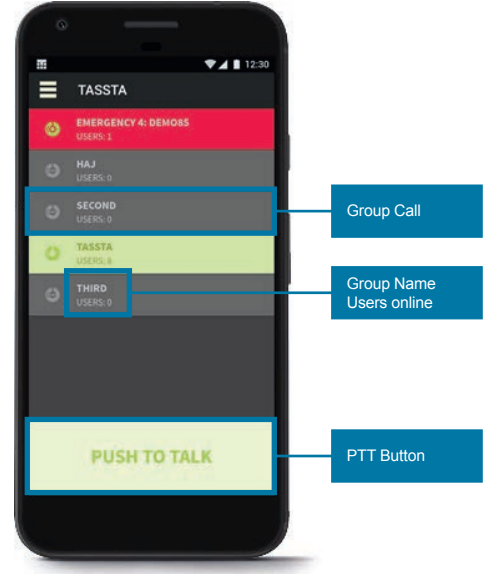 12:30
TASSTA
EMERGENCY 4: DEMO85
USERS: 1
HAJ
USERS: 0
SECOND
USERS: 0
Group Call
TASSTA
USERS: 8
THIRD
USERS: 0
Group Name
Users online
PUSH TO TALK
PTT Button